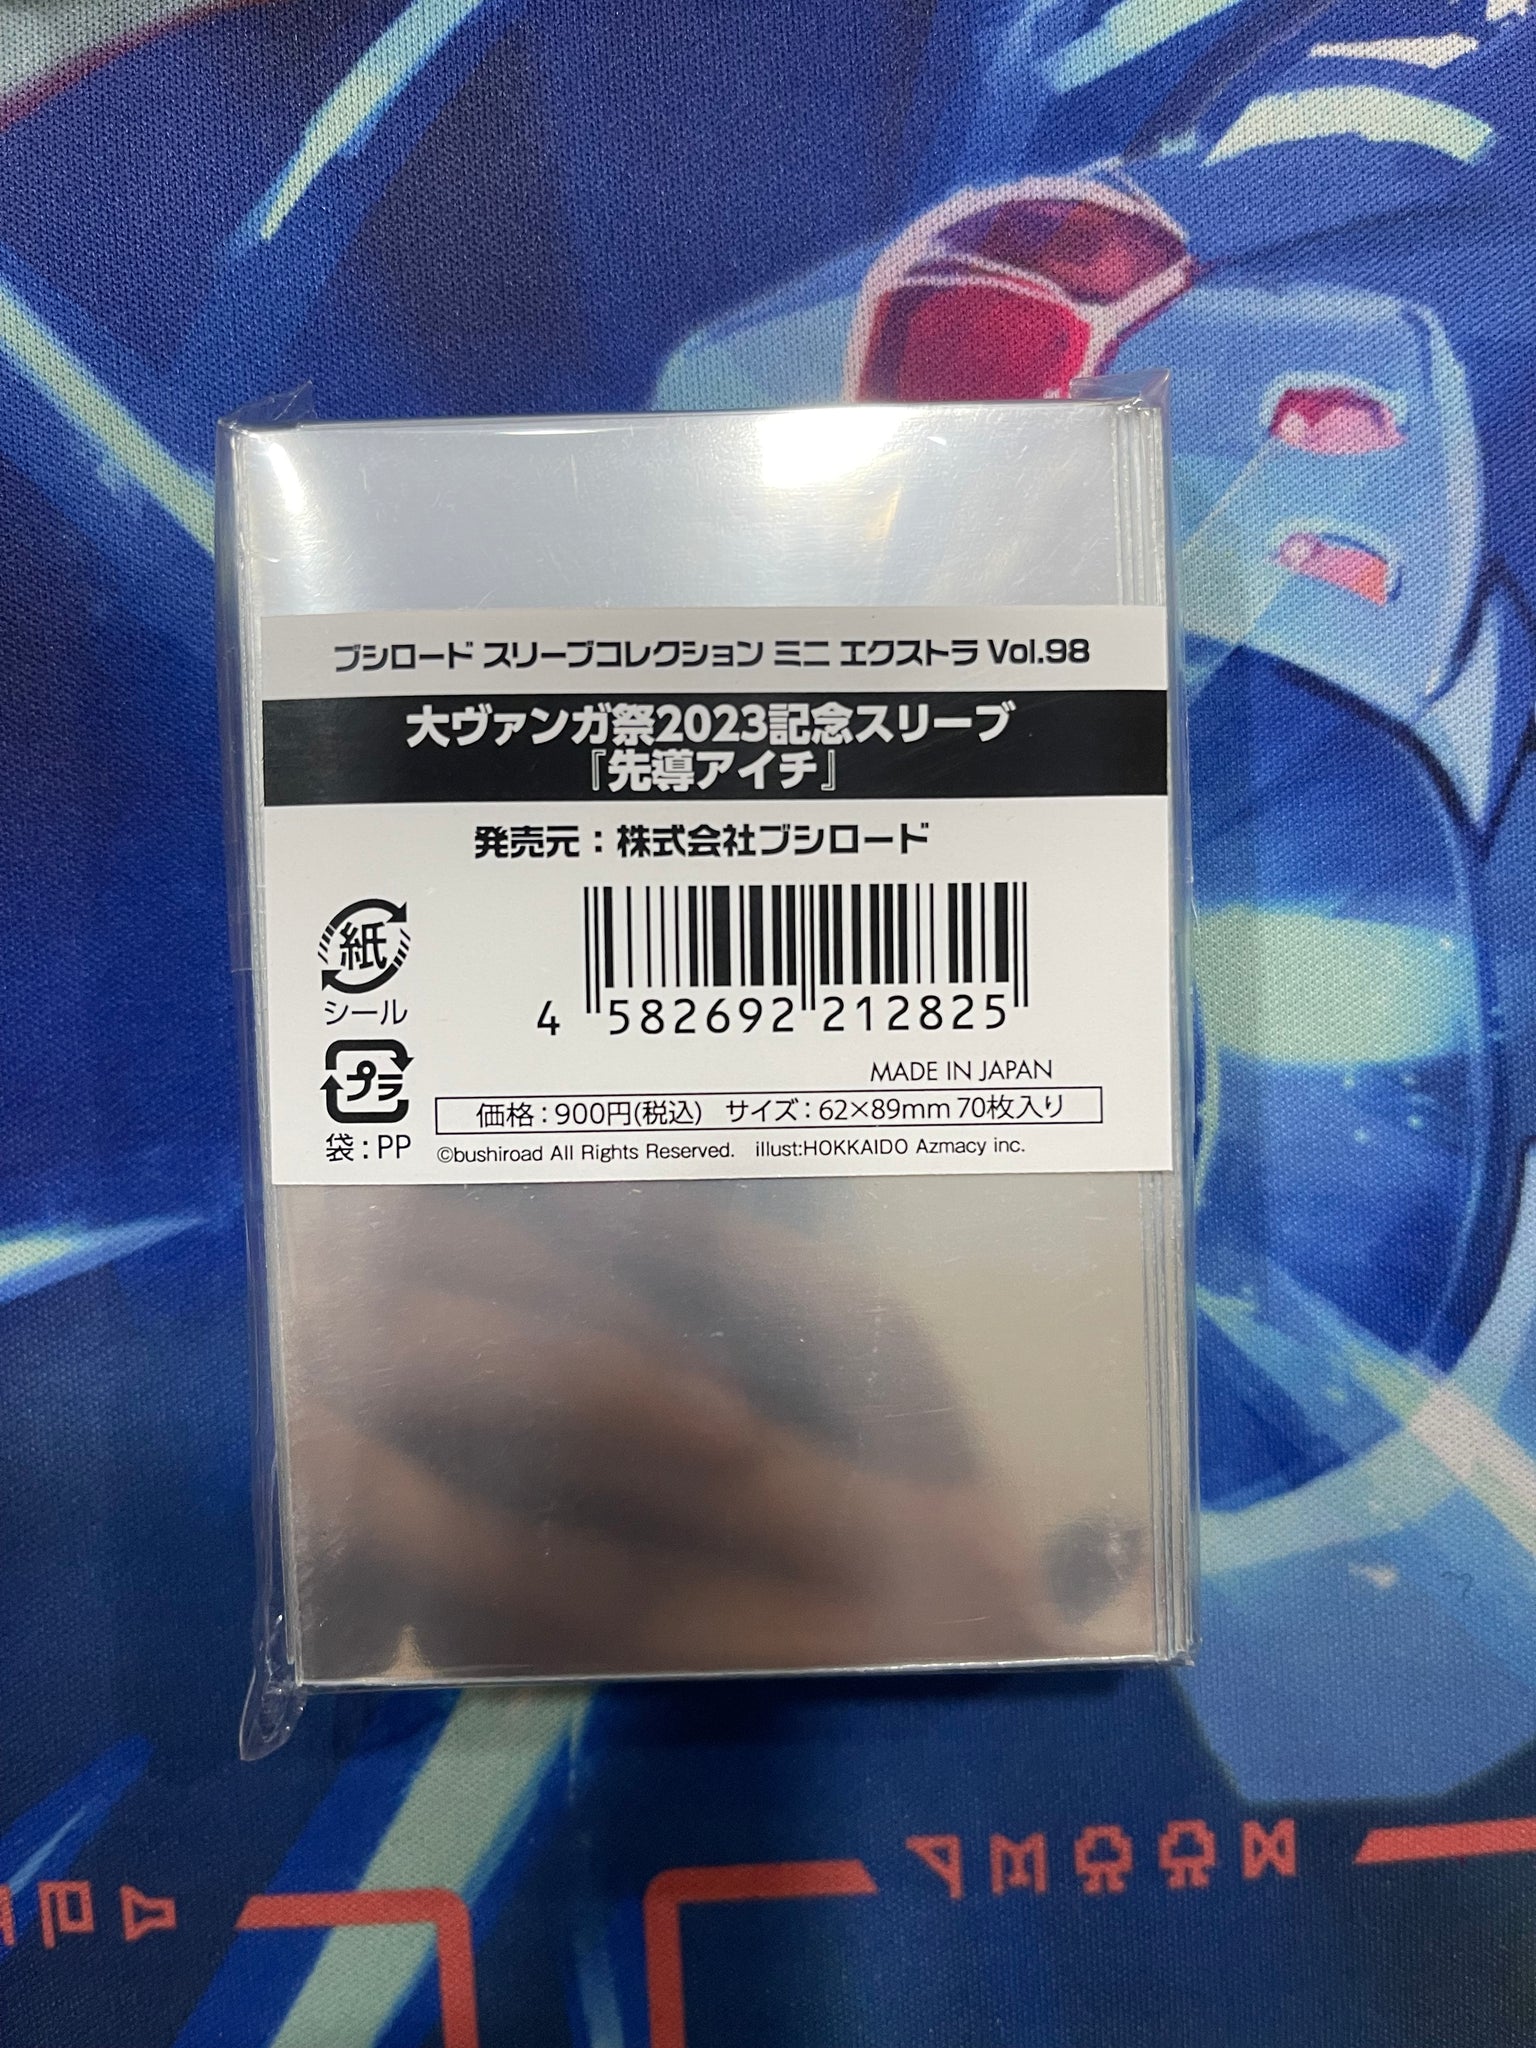 ブシロード スリーブコレクション ミニ エクストラ Vol.98
大ヴァンガ祭2023記念スリーブ
『先導アイチ』
発売元：株式会社ブシロード
紙
シール
プラ
袋：PP
4 582692 212825
MADE IN JAPAN
価格：900円(税込) サイズ：62×89mm 70枚入り
©bushiroad All Rights Reserved. illust:HOKKAIDO Azmacy inc.